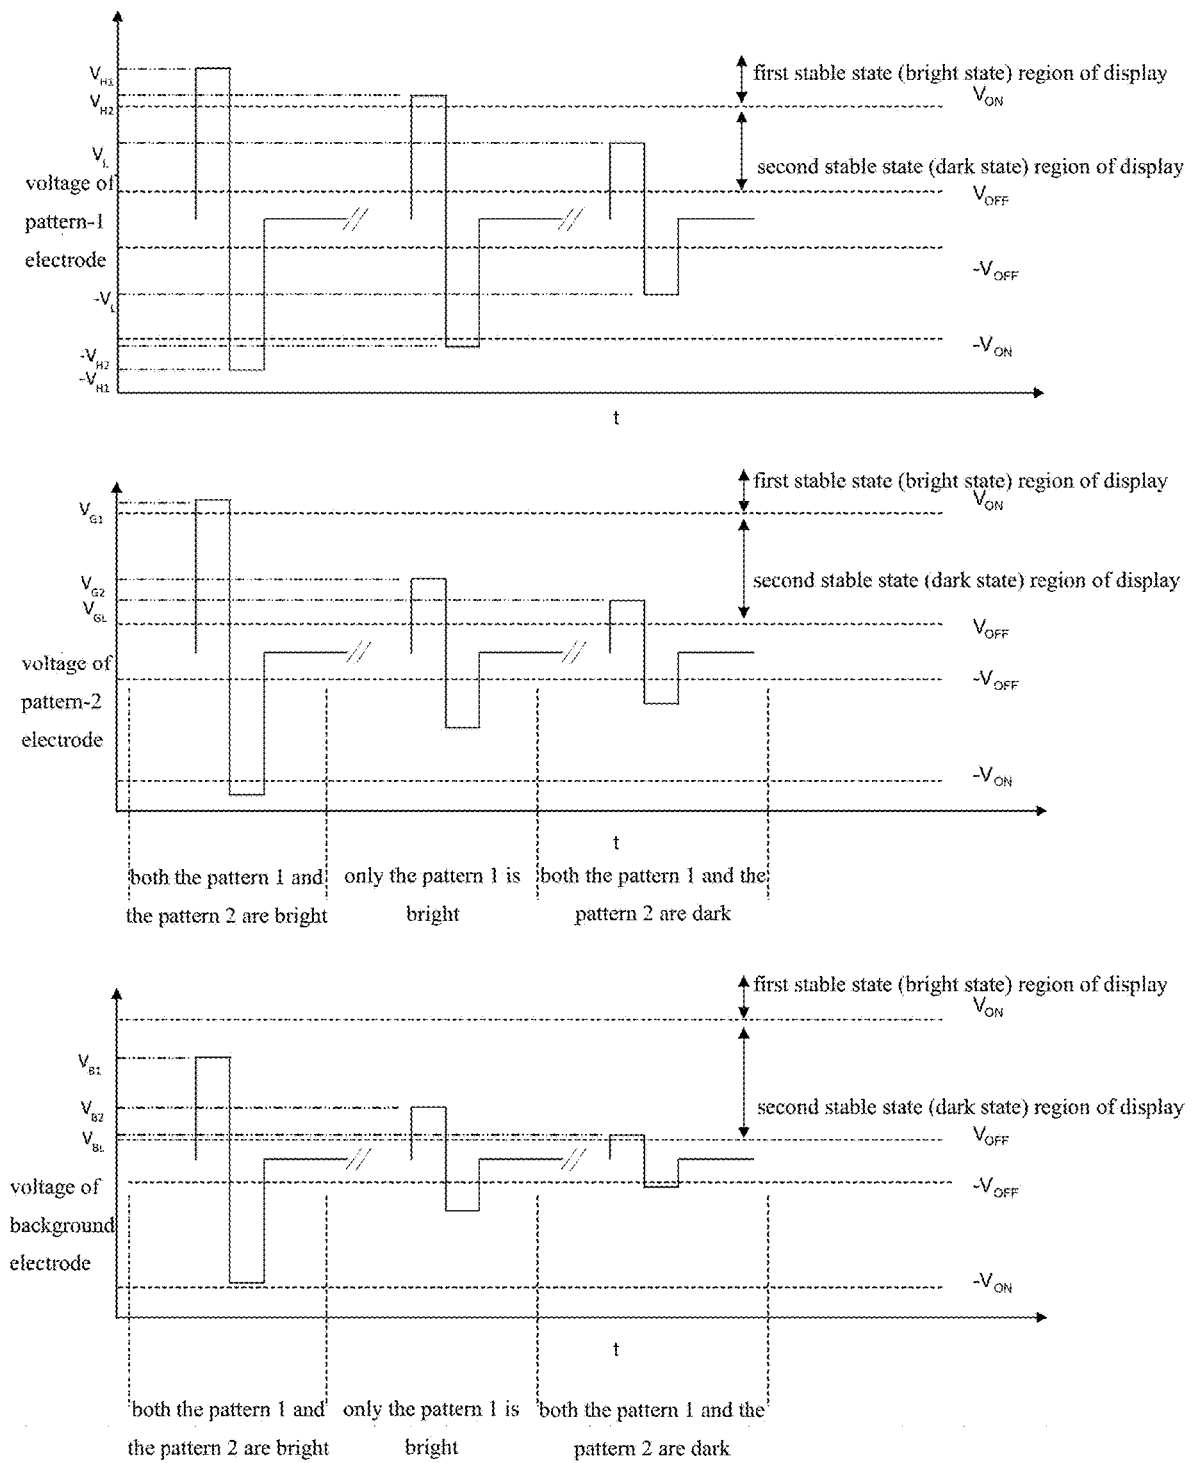 first stable state (bright state) region of display
V_H1
V_H2
V_ON
V_L
second stable state (dark state) region of display
voltage of
pattern-1
electrode
V_OFF
-V_OFF
-V_L
-V_ON
-V_H2
-V_H1
t
first stable state (bright state) region of display
V_ON
V_G1
V_G2
second stable state (dark state) region of display
V_GL
V_OFF
voltage of
pattern-2
electrode
-V_OFF
-V_ON
t
both the pattern 1 and
the pattern 2 are bright
only the pattern 1 is
bright
both the pattern 1 and the
pattern 2 are dark
first stable state (bright state) region of display
V_ON
V_B1
V_B2
second stable state (dark state) region of display
V_BL
V_OFF
voltage of
background
electrode
-V_OFF
-V_ON
t
both the pattern 1 and
the pattern 2 are bright
only the pattern 1 is
bright
both the pattern 1 and the
pattern 2 are dark